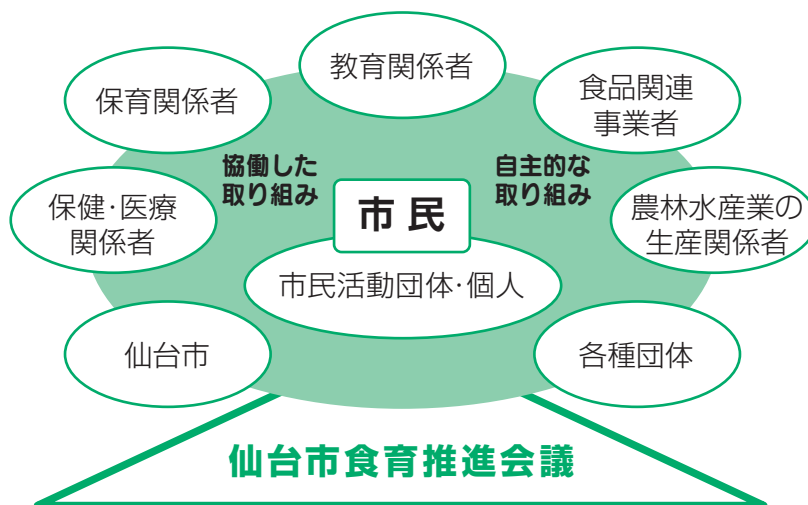 教育関係者
保育関係者
食品関連
事業者
協働した
取り組み
自主的な
取り組み
保健・医療
関係者
市民
農林水産業の
生産関係者
市民活動団体・個人
仙台市
各種団体
仙台市食育推進会議